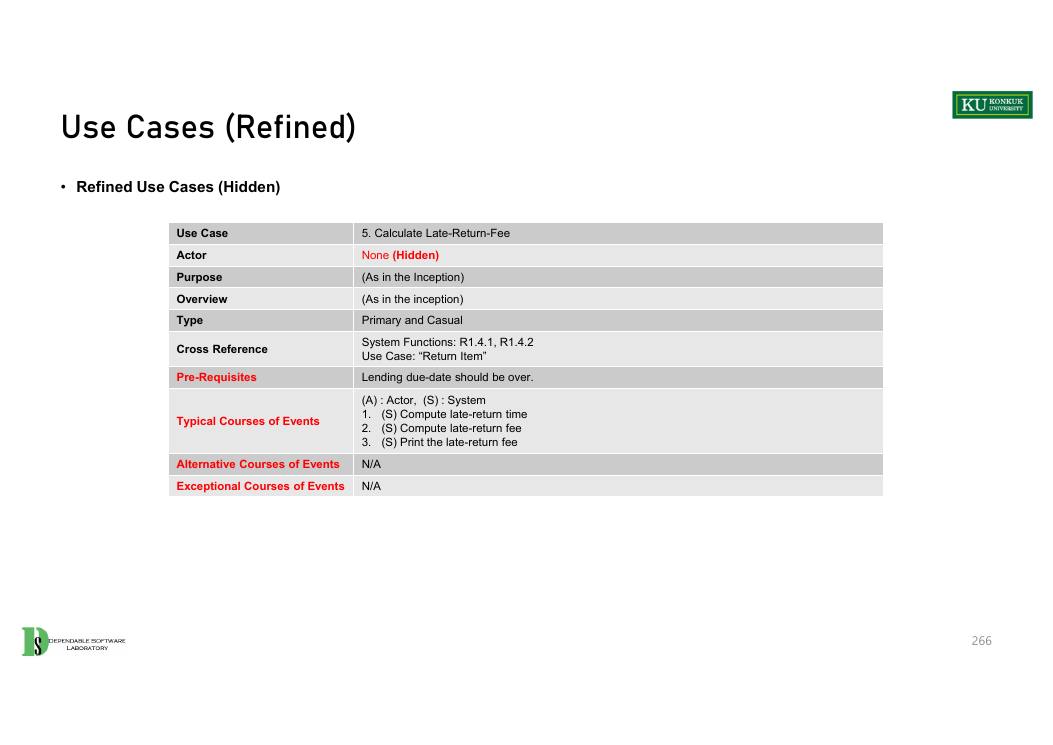 KU KONKUK
UNIVERSITY
Use Cases (Refined)
• Refined Use Cases (Hidden)
Use Case 5. Calculate Late-Return-Fee
Actor None (Hidden)
Purpose (As in the Inception)
Overview (As in the inception)
Type Primary and Casual
Cross Reference System Functions: R1.4.1, R1.4.2
Use Case: “Return Item”
Pre-Requisites Lending due-date should be over.
Typical Courses of Events (A) : Actor, (S) : System
1. (S) Compute late-return time
2. (S) Compute late-return fee
3. (S) Print the late-return fee
Alternative Courses of Events N/A
Exceptional Courses of Events N/A
DS DEPENDABLE SOFTWARE
LABORATORY
266